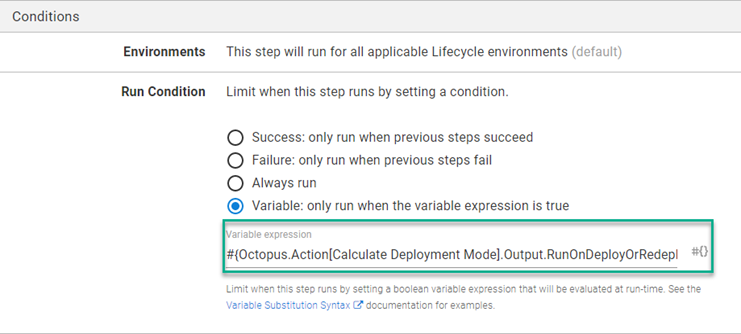 Conditions
Environments This step will run for all applicable Lifecycle environments (default)
Run Condition Limit when this step runs by setting a condition.
Success: only run when previous steps succeed
Failure: only run when previous steps fail
Always run
Variable: only run when the variable expression is true
Variable expression
#{Octopus.Action[Calculate Deployment Mode].Output.RunOnDeployOrRedepl #{}
Limit when this step runs by setting a boolean variable expression that will be evaluated at run-time. See the
Variable Substitution Syntax documentation for examples.